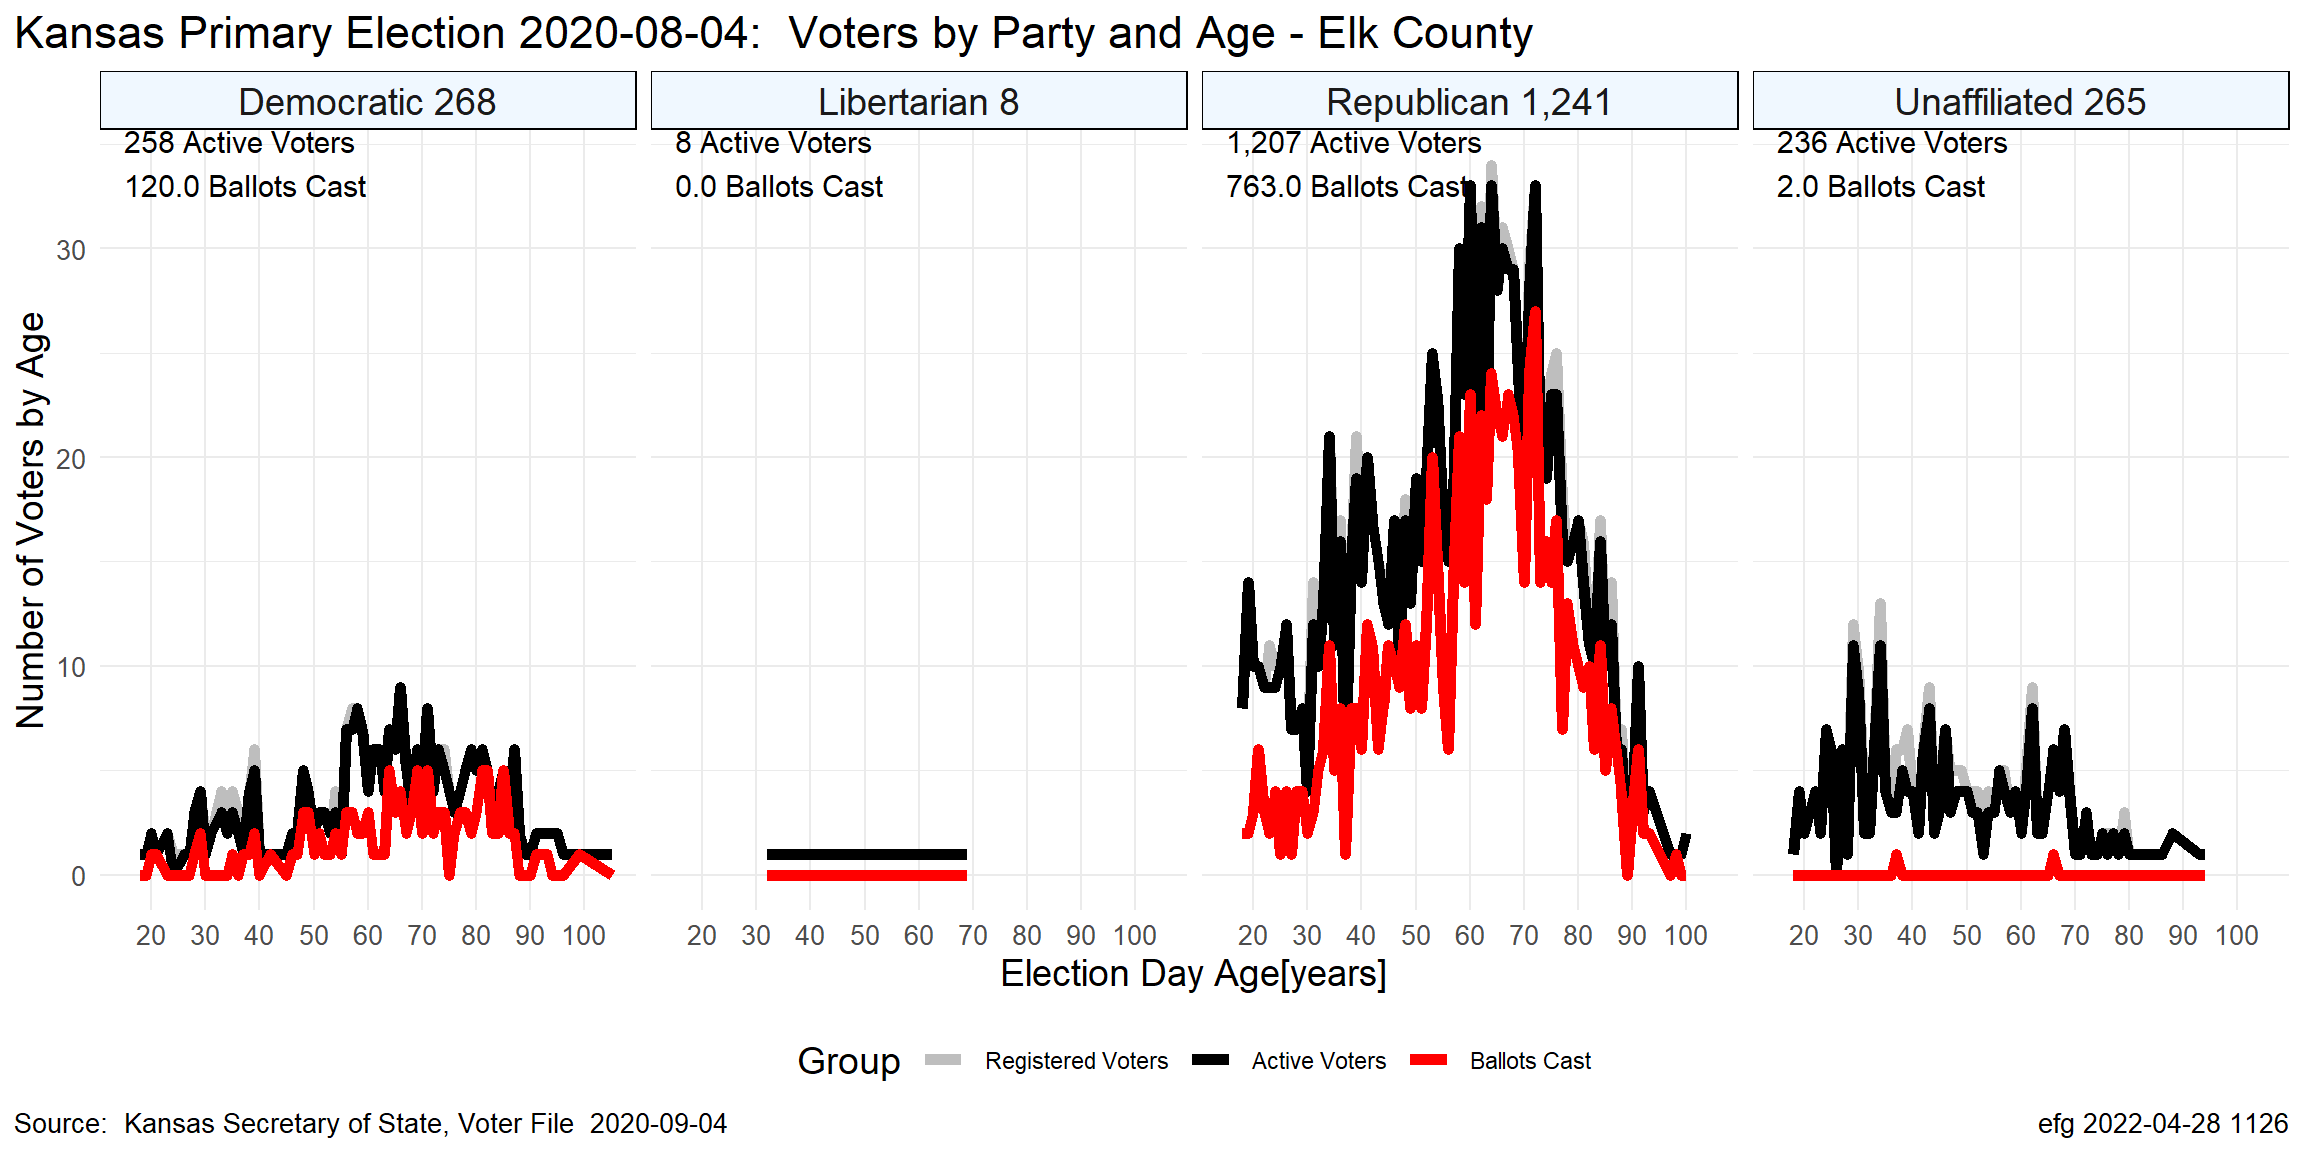 Kansas Primary Election 2020-08-04:  Voters by Party and Age - Elk County
Democratic 268
Libertarian 8
Republican 1,241
Unaffiliated 265
258 Active Voters
120.0 Ballots Cast
8 Active Voters
0.0 Ballots Cast
1,207 Active Voters
763.0 Ballots Cast
236 Active Voters
2.0 Ballots Cast
Number of Voters by Age
30
20
10
0
20 30 40 50 60 70 80 90 100
20 30 40 50 60 70 80 90 100
20 30 40 50 60 70 80 90 100
20 30 40 50 60 70 80 90 100
Election Day Age[years]
Group Registered Voters Active Voters Ballots Cast
Source:  Kansas Secretary of State, Voter File  2020-09-04
efg 2022-04-28 1126